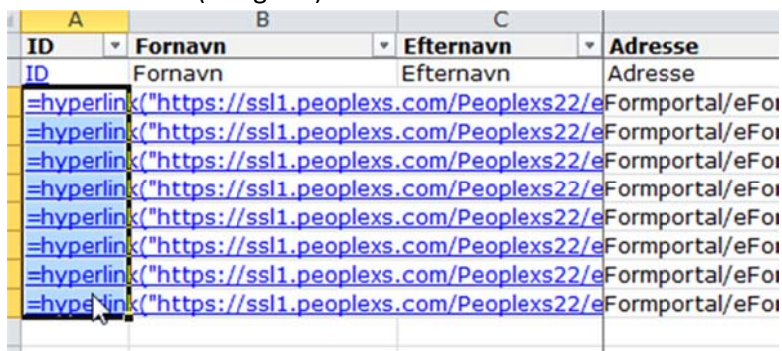 A B C
ID Fornavn Efternavn Adresse
ID Fornavn Efternavn Adresse
=hyperlink("https://ssl1.peoplexs.com/Peoplexs22/eFormportal/eFor
=hyperlink("https://ssl1.peoplexs.com/Peoplexs22/eFormportal/eFor
=hyperlink("https://ssl1.peoplexs.com/Peoplexs22/eFormportal/eFor
=hyperlink("https://ssl1.peoplexs.com/Peoplexs22/eFormportal/eFor
=hyperlink("https://ssl1.peoplexs.com/Peoplexs22/eFormportal/eFor
=hyperlink("https://ssl1.peoplexs.com/Peoplexs22/eFormportal/eFor
=hyperlink("https://ssl1.peoplexs.com/Peoplexs22/eFormportal/eFor
=hyperlink("https://ssl1.peoplexs.com/Peoplexs22/eFormportal/eFor